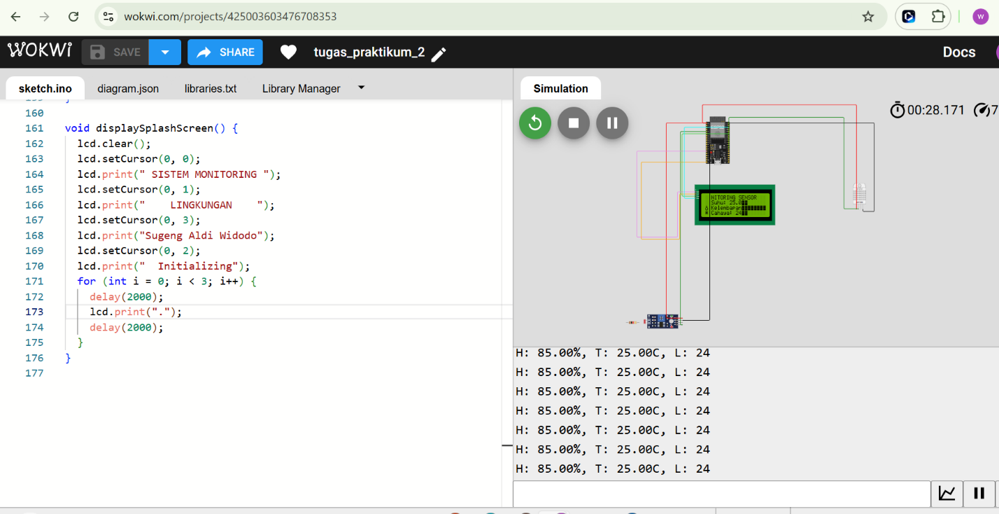 wokwi.com/projects/425003603476708353
W
WOKWI
SAVE
SHARE
tugas_praktikum_2
Docs
sketch.ino
diagram.json
libraries.txt
Library Manager
Simulation
00:28.171
7
160
161 void displaySplashScreen() {
162 lcd.clear();
163 lcd.setCursor(0, 0);
164 lcd.print(" SISTEM MONITORING ");
165 lcd.setCursor(0, 1);
166 lcd.print("    LINGKUNGAN    ");
167 lcd.setCursor(0, 3);
168 lcd.print("Sugeng Aldi Widodo");
169 lcd.setCursor(0, 2);
170 lcd.print("  Initializing");
171 for (int i = 0; i < 3; i++) {
172 delay(2000);
173 lcd.print(".");
174 delay(2000);
175 }
176 }
177
NITORING SENSOR
Suhu: 25.0
Kelembapan
Cahaya: 24
H: 85.00%, T: 25.00C, L: 24
H: 85.00%, T: 25.00C, L: 24
H: 85.00%, T: 25.00C, L: 24
H: 85.00%, T: 25.00C, L: 24
H: 85.00%, T: 25.00C, L: 24
H: 85.00%, T: 25.00C, L: 24
H: 85.00%, T: 25.00C, L: 24